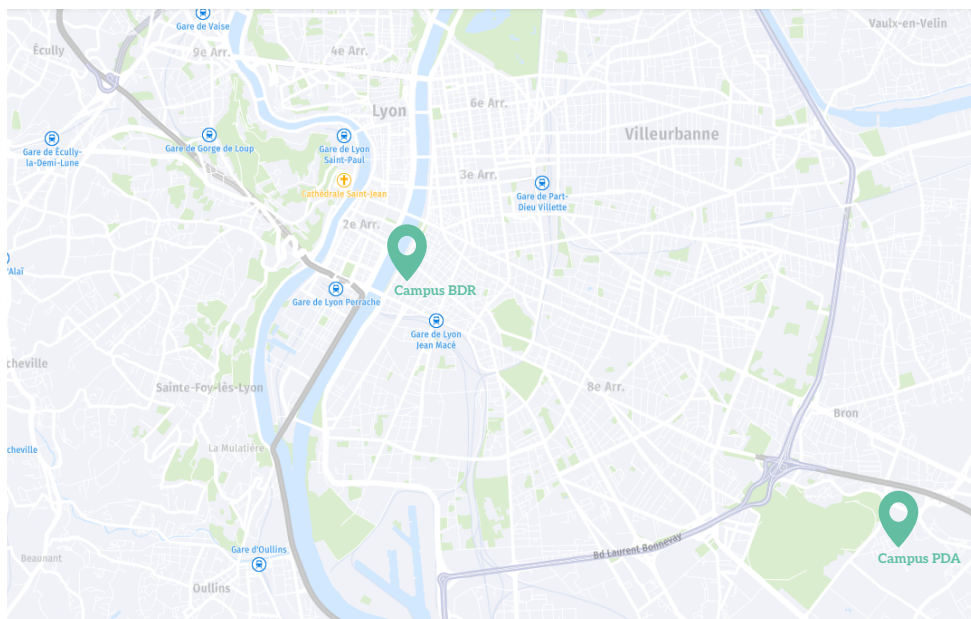 Gare de Vaise
Vaulx-en-Velin
Écully
9e Arr.
4e Arr.
6e Arr.
Lyon
Villeurbanne
Gare de Écully-
la-Demi-Lune
Gare de Gorge de Loup
Gare de Lyon
Saint-Paul
3e Arr.
Cathédrale Saint-Jean
Gare de Part-
Dieu Villette
2e Arr.
'Alaï
Campus BDR
Gare de Lyon Perrache
Gare de Lyon
Jean Macé
cheville
Sainte-Foy-lès-Lyon
8e Arr.
Bron
cheville
La Mulatière
Bd Laurent Bonnevay
Gare d'Oullins
Beaunant
Campus PDA
Oullins